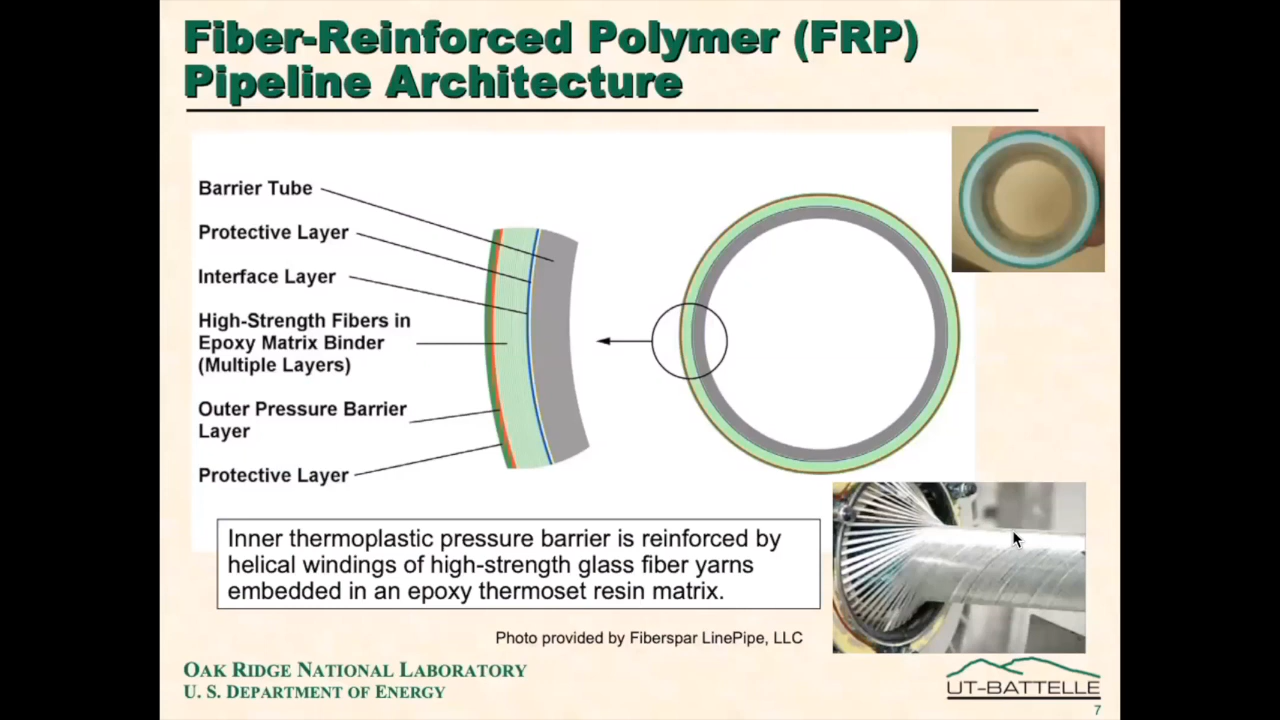 Fiber-Reinforced Polymer (FRP)
Pipeline Architecture
Barrier Tube
Protective Layer
Interface Layer
High-Strength Fibers in
Epoxy Matrix Binder
(Multiple Layers)
Outer Pressure Barrier
Layer
Protective Layer
Inner thermoplastic pressure barrier is reinforced by
helical windings of high-strength glass fiber yarns
embedded in an epoxy thermoset resin matrix.
Photo provided by Fiberspar LinePipe, LLC
OAK RIDGE NATIONAL LABORATORY
U. S. DEPARTMENT OF ENERGY
UT-BATTELLE
7